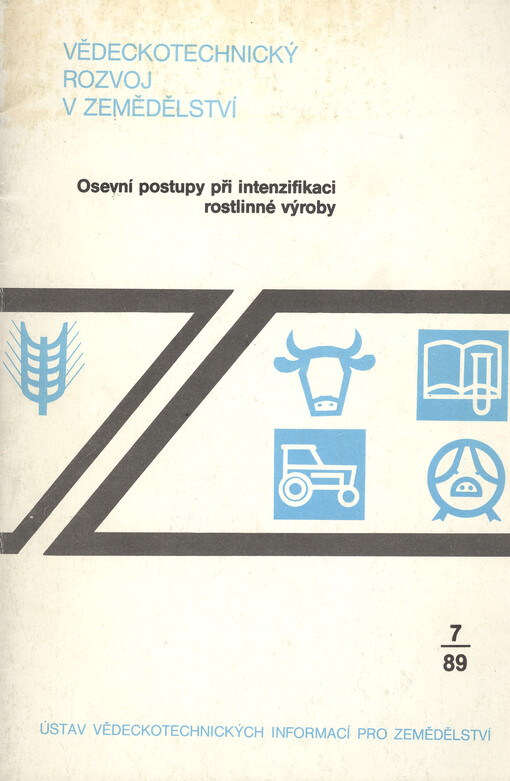 VĚDECKOTECHNICKÝ
ROZVOJ
V ZEMĚDĚLSTVÍ
Osevní postupy při intenzifikaci
rostlinné výroby
7
89
ÚSTAV VĚDECKOTECHNICKÝCH INFORMACÍ PRO ZEMĚDĚLSTVÍ